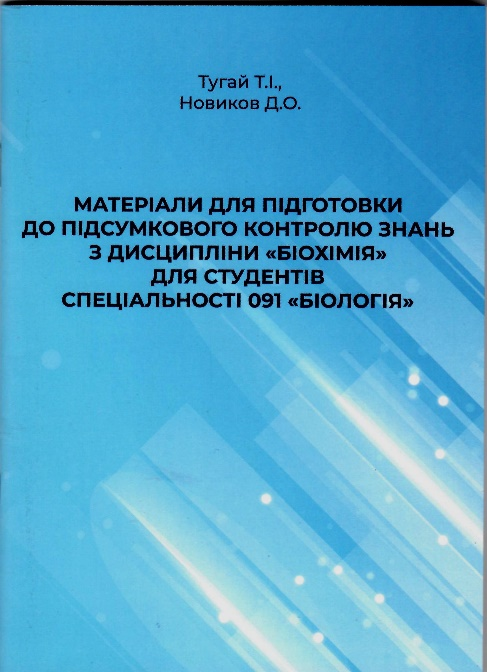 Тугай Т.І.,
Новиков Д.О.
МАТЕРІАЛИ ДЛЯ ПІДГОТОВКИ
ДО ПІДСУМКОВОГО КОНТРОЛЮ ЗНАНЬ
З ДИСЦИПЛІНИ «БІОХІМІЯ»
ДЛЯ СТУДЕНТІВ
СПЕЦІАЛЬНОСТІ 091 «БІОЛОГІЯ»